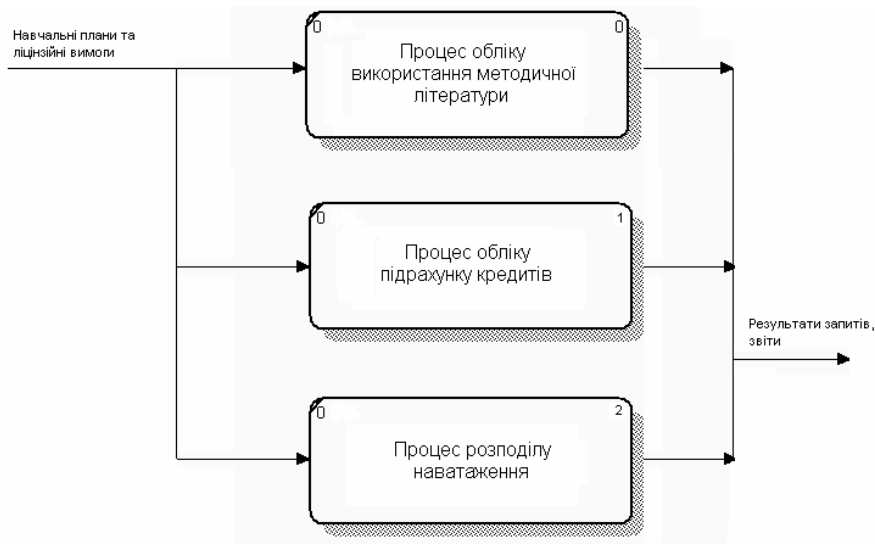 Навчальні плани та
ліцінзійні вимоги
0
0
Процес обліку
використання методичної
літератури
0
1
Процес обліку
підрахунку кредитів
Результати запитів,
звіти
0
2
Процес розподілу
наватаження